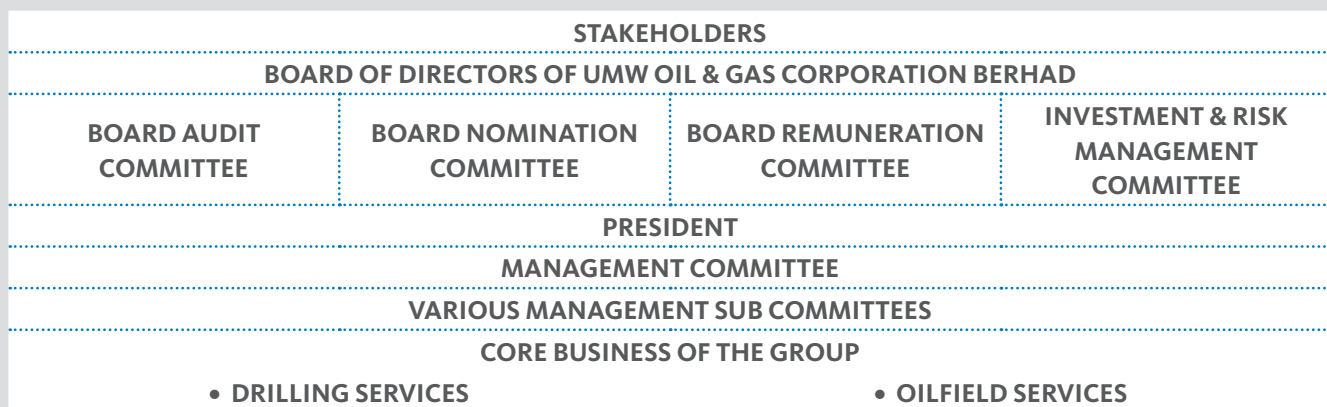 STAKEHOLDERS
BOARD OF DIRECTORS OF UMW OIL & GAS CORPORATION BERHAD
BOARD AUDIT
COMMITTEE
BOARD NOMINATION
COMMITTEE
BOARD REMUNERATION
COMMITTEE
INVESTMENT & RISK
MANAGEMENT
COMMITTEE
PRESIDENT
MANAGEMENT COMMITTEE
VARIOUS MANAGEMENT SUB COMMITTEES
CORE BUSINESS OF THE GROUP
• DRILLING SERVICES
• OILFIELD SERVICES